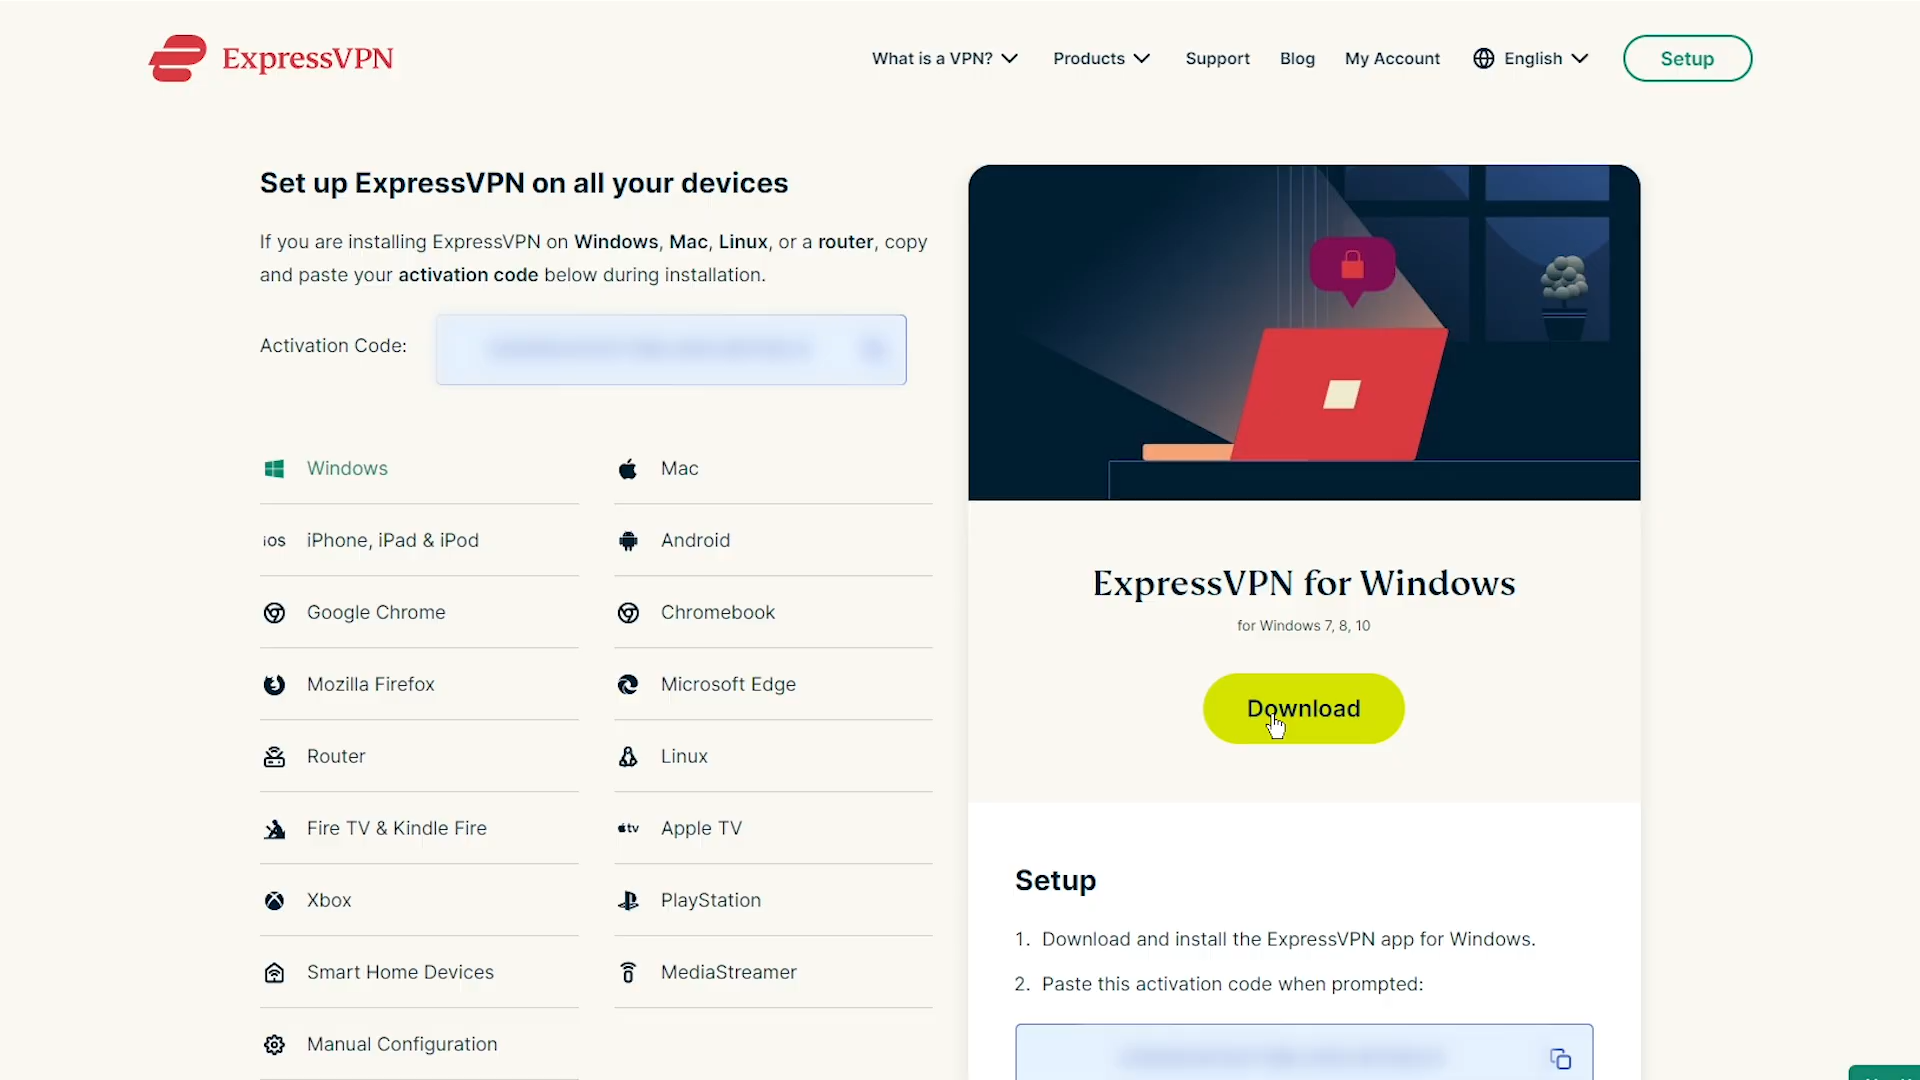 ExpressVPN
What is a VPN?
Products
Support
Blog
My Account
English
Setup
Set up ExpressVPN on all your devices
If you are installing ExpressVPN on Windows, Mac, Linux, or a router, copy
and paste your activation code below during installation.
Activation Code:
Windows
Mac
iOS
iPhone, iPad & iPod
Android
Google Chrome
Chromebook
Mozilla Firefox
Microsoft Edge
Router
Linux
Fire TV & Kindle Fire
tv
Apple TV
Xbox
PlayStation
Smart Home Devices
MediaStreamer
Manual Configuration
ExpressVPN for Windows
for Windows 7, 8, 10
Download
Setup
1. Download and install the ExpressVPN app for Windows.
2. Paste this activation code when prompted: